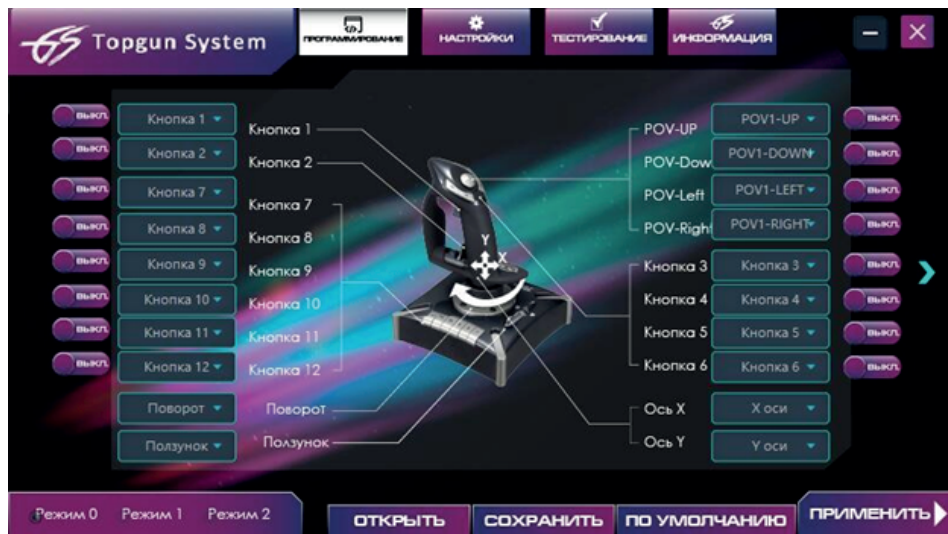 Topgun System
ПРОГРАММИРОВАНИЕ
НАСТРОЙКИ
ТЕСТИРОВАНИЕ
ИНФОРМАЦИЯ
ВЫКЛ. Кнопка 1 Кнопка 1 POV-UP POV1-UP ВЫКЛ.
ВЫКЛ. Кнопка 2 Кнопка 2 POV-Dow POV1-DOWN ВЫКЛ.
ВЫКЛ. Кнопка 7 Кнопка 7 POV-Left POV1-LEFT ВЫКЛ.
ВЫКЛ. Кнопка 8 Кнопка 8 POV-Right POV1-RIGHT ВЫКЛ.
Y
X
ВЫКЛ. Кнопка 9 Кнопка 9 Кнопка 3 Кнопка 3 ВЫКЛ.
ВЫКЛ. Кнопка 10 Кнопка 10 Кнопка 4 Кнопка 4 ВЫКЛ.
ВЫКЛ. Кнопка 11 Кнопка 11 Кнопка 5 Кнопка 5 ВЫКЛ.
ВЫКЛ. Кнопка 12 Кнопка 12 Кнопка 6 Кнопка 6 ВЫКЛ.
Поворот Поворот Ось X X оси
Ползунок Ползунок Ось Y Y оси
Режим 0 Режим 1 Режим 2
ОТКРЫТЬ
СОХРАНИТЬ
ПО УМОЛЧАНИЮ
ПРИМЕНИТЬ